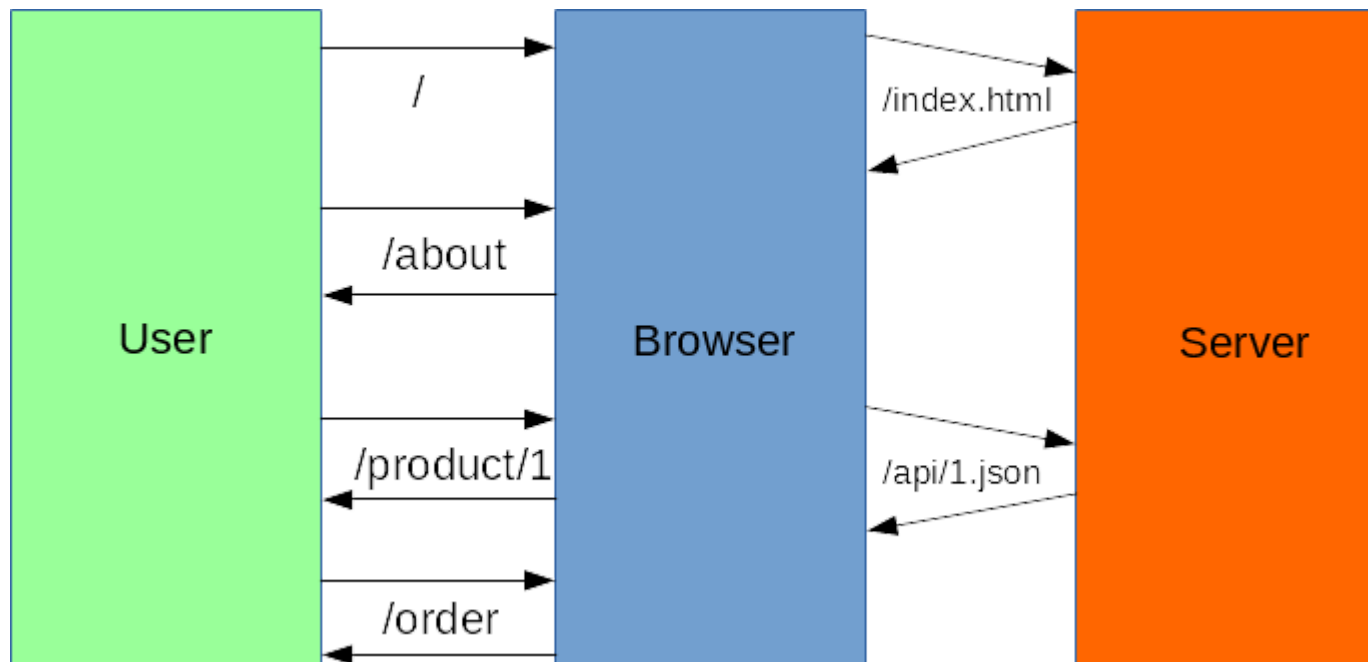 /
/index.html
/about
User
Browser
Server
/product/1
/api/1.json
/order